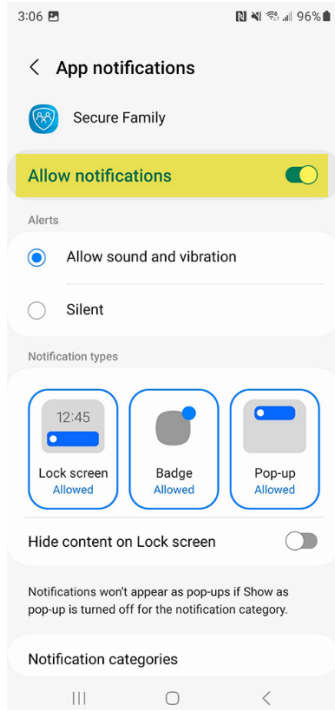 3:06 96%
App notifications
Secure Family
Allow notifications
Alerts
Allow sound and vibration
Silent
Notification types
12:45
Lock screen Badge Pop-up
Allowed Allowed Allowed
Hide content on Lock screen
Notifications won't appear as pop-ups if Show as
pop-up is turned off for the notification category.
Notification categories